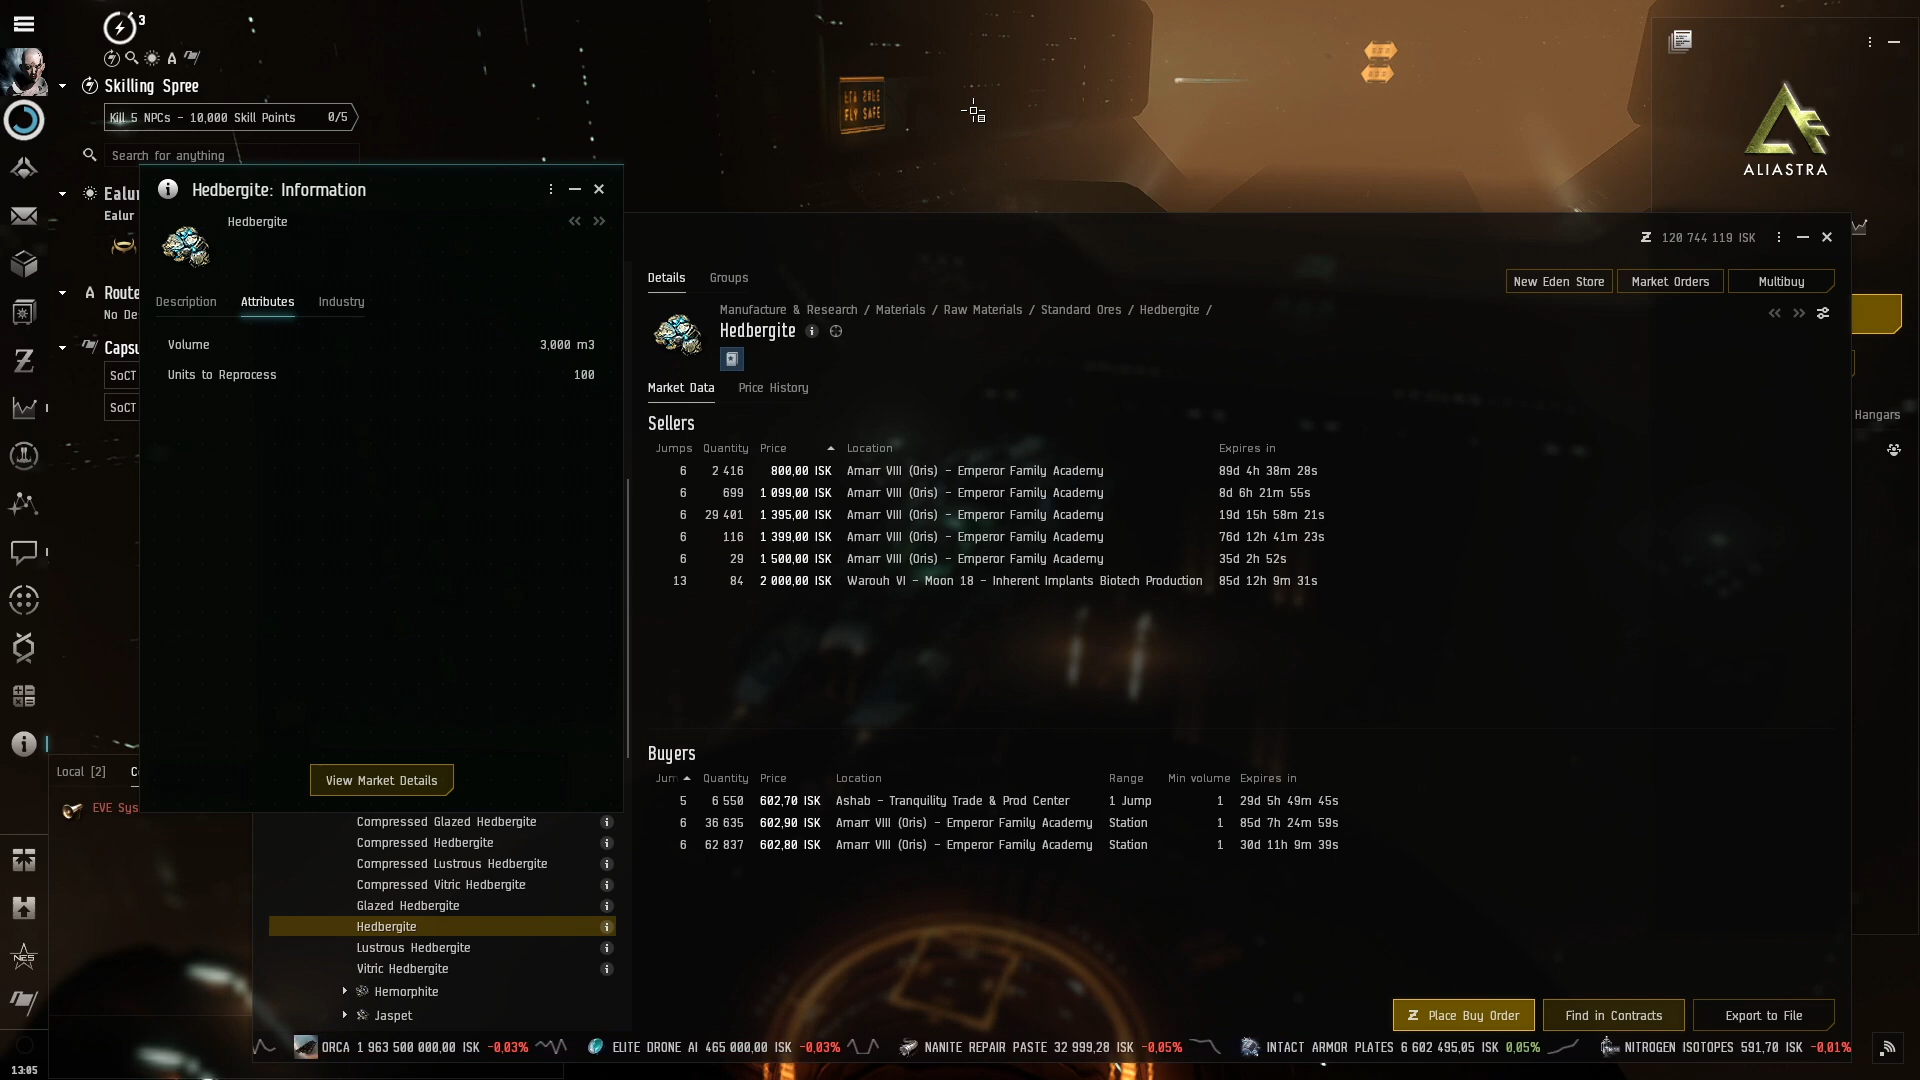 3
Skilling Spree
Kill 5 NPCs - 10,000 Skill Points 0/5
Search for anything
FLY SAFE
ALIASTRA
Hedbergite: Information
Hedbergite
Description Attributes Industry
Volume 3,000 m3
Units to Reprocess 100
View Market Details
Ealur
Route
No De
Capsu
SoCT
SoCT
Local [2]
EVE Sys
120 744 119 ISK
Details Groups
New Eden Store Market Orders Multibuy
Manufacture & Research / Materials / Raw Materials / Standard Ores / Hedbergite /
Hedbergite
Market Data Price History
Hangars
Sellers
Jumps Quantity Price Location Expires in
6 2 416 800,00 ISK Amarr VIII (Oris) - Emperor Family Academy 89d 4h 38m 28s
6 699 1 099,00 ISK Amarr VIII (Oris) - Emperor Family Academy 8d 6h 21m 55s
6 29 401 1 395,00 ISK Amarr VIII (Oris) - Emperor Family Academy 19d 15h 58m 21s
6 116 1 399,00 ISK Amarr VIII (Oris) - Emperor Family Academy 76d 12h 41m 23s
6 29 1 500,00 ISK Amarr VIII (Oris) - Emperor Family Academy 35d 2h 52s
13 84 2 000,00 ISK Warouh VI - Moon 18 - Inherent Implants Biotech Production 85d 12h 9m 31s
Buyers
Jum Quantity Price Location Range Min volume Expires in
5 6 550 602,70 ISK Ashab - Tranquility Trade & Prod Center 1 Jump 1 29d 5h 49m 45s
6 36 635 602,90 ISK Amarr VIII (Oris) - Emperor Family Academy Station 1 85d 7h 24m 59s
6 62 837 602,80 ISK Amarr VIII (Oris) - Emperor Family Academy Station 1 30d 11h 9m 39s
Compressed Glazed Hedbergite
Compressed Hedbergite
Compressed Lustrous Hedbergite
Compressed Vitric Hedbergite
Glazed Hedbergite
Hedbergite
Lustrous Hedbergite
Vitric Hedbergite
Hemorphite
Jaspet
Place Buy Order Find in Contracts Export to File
NES
ORCA 1 963 500 000,00 ISK -0,03% ELITE DRONE AI 465 000,00 ISK -0,03% NANITE REPAIR PASTE 32 999,28 ISK -0,05% INTACT ARMOR PLATES 6 602 495,05 ISK 0,05% NITROGEN ISOTOPES 591,70 ISK -0,01%
13:05